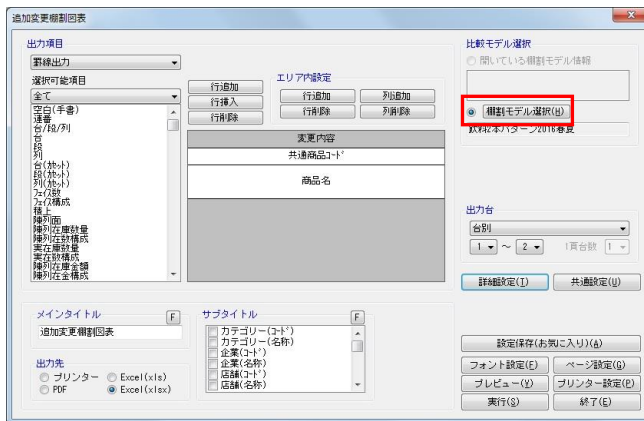 追加変更棚割図表
出力項目
罫線出力
選択可能項目
全て
空白(手書)
連番
台/段/列
台
段
列
台(ｶｾｯﾄ)
段(ｶｾｯﾄ)
列(ｶｾｯﾄ)
ﾌｪｲｽ数
ﾌｪｲｽ構成
積上
陳列面
陳列在庫数量
陳列在数構成
実在庫数量
実在数構成
陳列在庫金額
陳列在金構成
行追加
行挿入
行削除
エリア内設定
行追加
列追加
行削除
列削除
変更内容
共通商品ｺｰﾄﾞ
商品名
比較モデル選択
開いている棚割モデル情報
棚割モデル選択(H)
飲料2本パターン2016春夏
出力台
台別
1 ～ 2
1頁台数 1
詳細設定(T)
共通設定(U)
メインタイトル
F
追加変更棚割図表
出力先
プリンター
Excel(xls)
PDF
Excel(xlsx)
サブタイトル
F
カテゴリー(ｺｰﾄﾞ)
カテゴリー(名称)
企業(ｺｰﾄﾞ)
企業(名称)
店舗(ｺｰﾄﾞ)
店舗(名称)
設定保存(お気に入り)(A)
フォント設定(F)
ページ設定(G)
プレビュー(V)
プリンター設定(P)
実行(S)
終了(E)